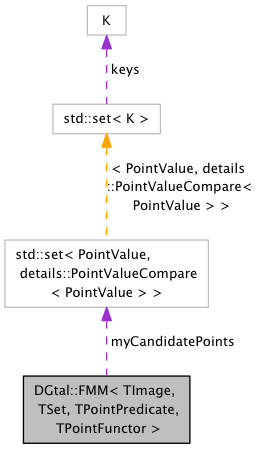 K
keys
std::set< K >
< PointValue, details
::PointValueCompare<
PointValue > >
std::set< PointValue,
details::PointValueCompare
< PointValue > >
myCandidatePoints
DGtal::FMM< TImage,
TSet, TPointPredicate,
TPointFunctor >